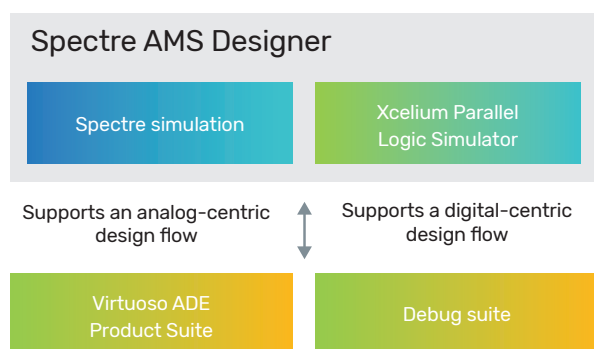 Spectre AMS Designer
Spectre simulation
Xcelium Parallel
Logic Simulator
Supports an analog-centric
design flow
Supports a digital-centric
design flow
Virtuoso ADE
Product Suite
Debug suite